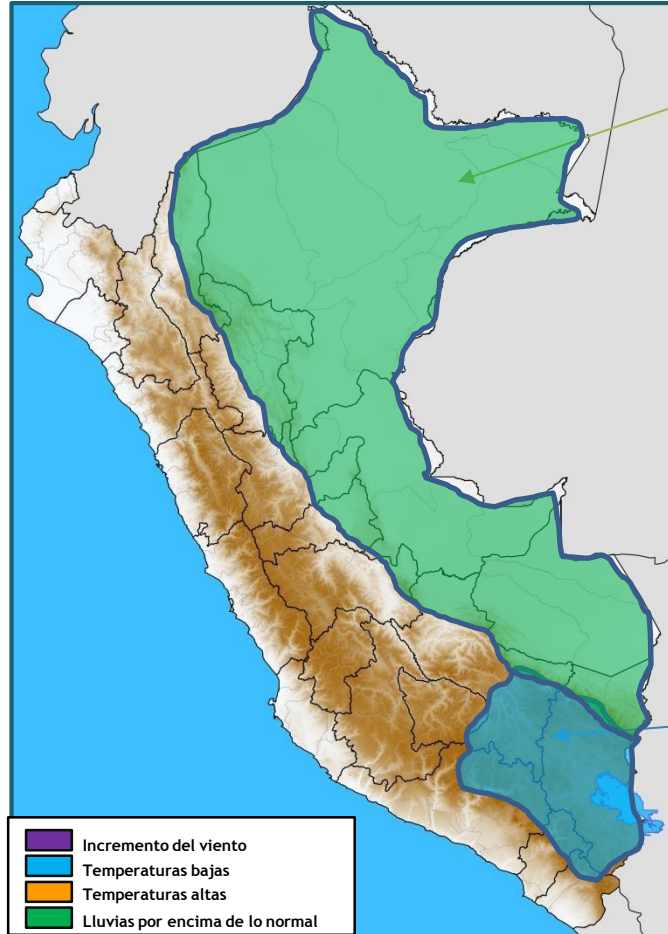 Incremento del viento
Temperaturas bajas
Temperaturas altas
Lluvias por encima de lo normal